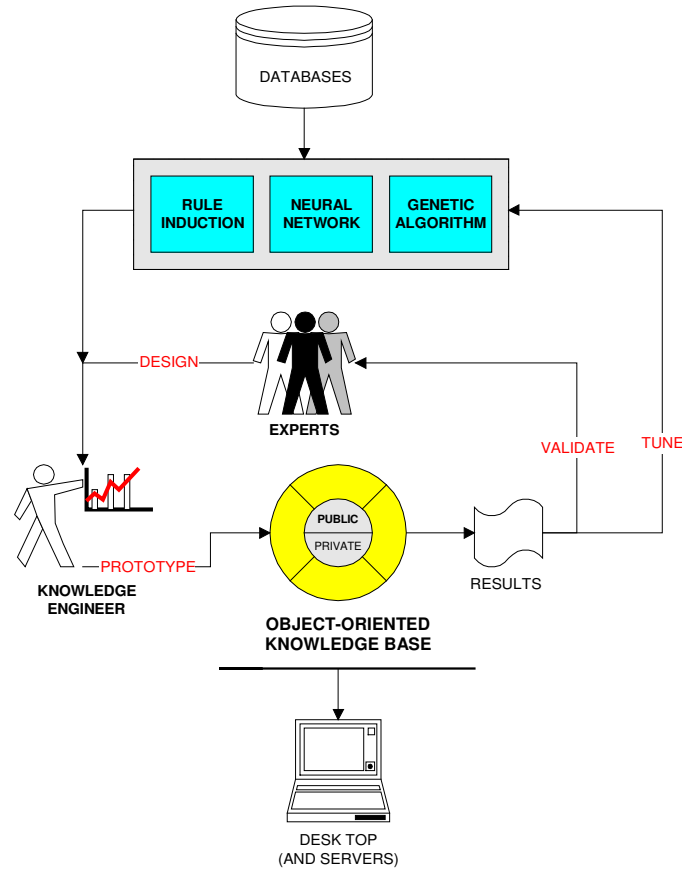 DATABASES
RULE
INDUCTION
NEURAL
NETWORK
GENETIC
ALGORITHM
DESIGN
EXPERTS
VALIDATE
TUNE
PUBLIC
PRIVATE
PROTOTYPE
KNOWLEDGE
ENGINEER
RESULTS
OBJECT-ORIENTED
KNOWLEDGE BASE
DESK TOP
(AND SERVERS)